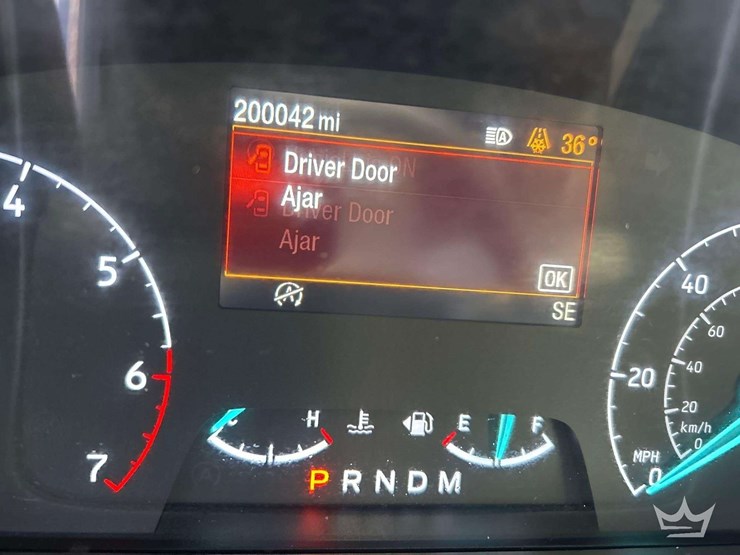 200042 mi
A
36°
Driver Door
Ajar
Driver Door
Ajar
OK
A
SE
4
5
6
7
40
20
MPH
0
60
40
20
km/h
0
C H
E F
P R N D M